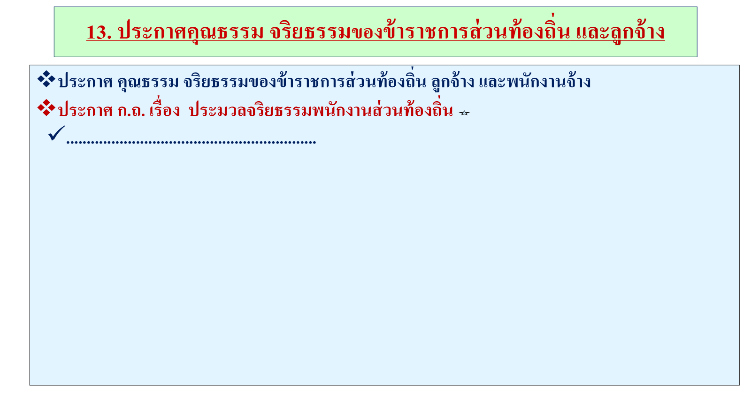 13. ประกาศคุณธรรม จริยธรรมของข้าราชการส่วนท้องถิ่น และลูกจ้าง
❖ประกาศ คุณธรรม จริยธรรมของข้าราชการส่วนท้องถิ่น ลูกจ้าง และพนักงานจ้าง
❖ประกาศ ก.ถ. เรื่อง ประมวลจริยธรรมพนักงานส่วนท้องถิ่น
✓.............................................................